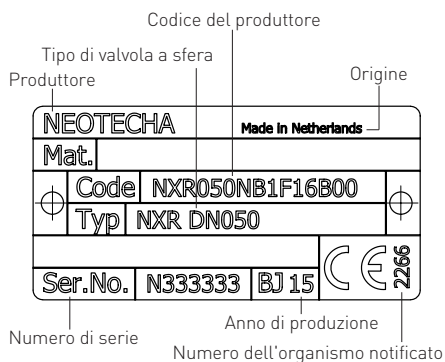 Codice del produttore
Tipo di valvola a sfera
Produttore
Origine
NEOTECHA Made in Netherlands
Mat.
Code NXR050NB1F16B00
Typ NXR DN050
CE 2266
Ser.No. N333333 BJ 15
Anno di produzione
Numero di serie
Numero dell'organismo notificato